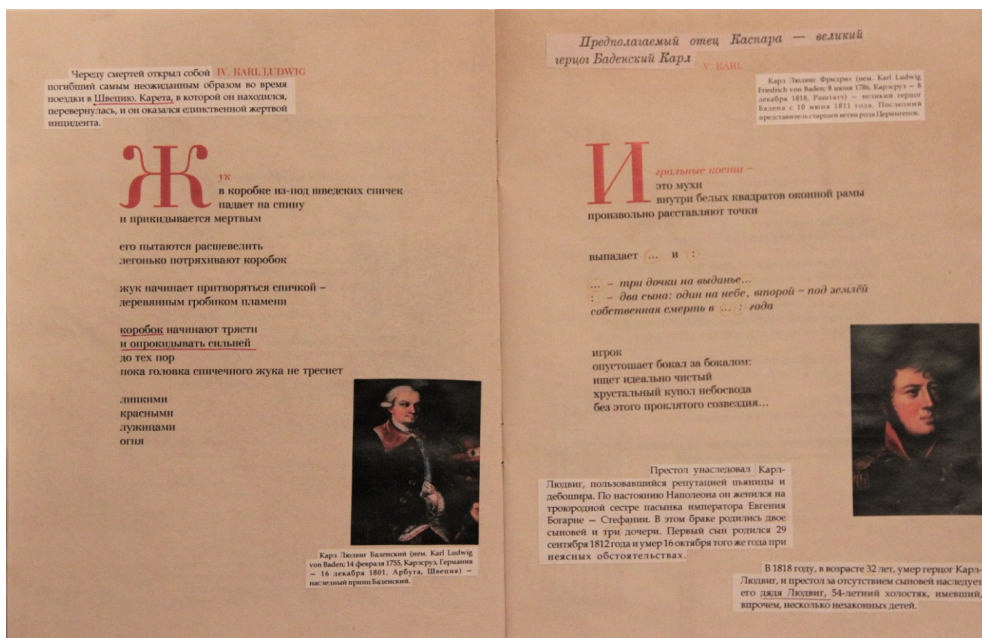 Череду смертей открыл собой IV. KARL LUDWIG
погибший самым неожиданным образом во время
поездки в Швецию. Карета, в которой он находился,
перевернулась, и он оказался единственной жертвой
инцидента.
Жук
в коробке из-под шведских спичек
падает на спину
и прикидывается мертвым
его пытаются расшевелить
легонько потряхивают коробок
жук начинает притворяться спичкой –
деревянным гробиком пламени
коробок начинают трясти
и опрокидывать сильней
до тех пор
пока головка спичечного жука не треснет
липкими
красными
лужицами
огня
Карл Людвиг Баденский (нем. Karl Ludwig
von Baden; 14 февраля 1755, Карлсруэ, Германия
— 16 декабря 1801, Арбуга, Швеция) —
наследный принц Баденский.
Предполагаемый отец Каспара — великий
герцог Баденский Карл
V. KARL
Карл Людвиг Фридрих (нем. Karl Ludwig
Friedrich von Baden; 8 июня 1786, Карлсруэ — 8
декабря 1818, Раштатт) — великий герцог
Бадена с 10 июня 1811 года. Последний
представитель старшей ветви рода Церингенов.
Игральные кости –
это мухи
внутри белых квадратов оконной рамы
произвольно расставляют точки
выпадает ... и :
... – три дочки на выданье...
: – два сына: один на небе, второй – под землёй
собственная смерть в ... : года
игрок
опустошает бокал за бокалом:
ищет идеально чистый
хрустальный купол небосвода
без этого проклятого созвездия...
Престол унаследовал Карл-
Людвиг, пользовавшийся репутацией пьяницы и
дебошира. По настоянию Наполеона он женился на
троюродной сестре пасынка императора Евгения
Богарне — Стефании. В этом браке родились двое
сыновей и три дочери. Первый сын родился 29
сентября 1812 года и умер 16 октября того же года при
неясных обстоятельствах.
В 1818 году, в возрасте 32 лет, умер герцог Карл-
Людвиг, и престол за отсутствием сыновей наследует
его дядя Людвиг, 54-летний холостяк, имевший,
впрочем, несколько незаконных детей.